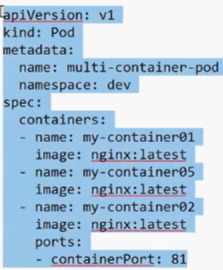 apiVersion: v1
kind: Pod
metadata:
  name: multi-container-pod
  namespace: dev
spec:
  containers:
  - name: my-container01
    image: nginx:latest
  - name: my-container05
    image: nginx:latest
  - name: my-container02
    image: nginx:latest
    ports:
    - containerPort: 81